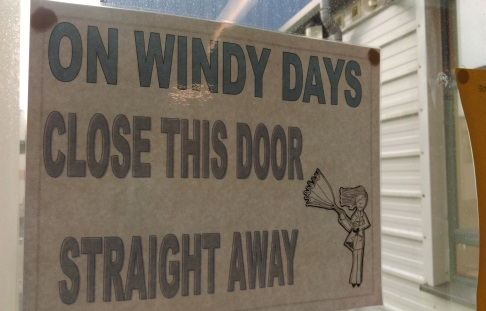 ON WINDY DAYS
CLOSE THIS DOOR
STRAIGHT AWAY